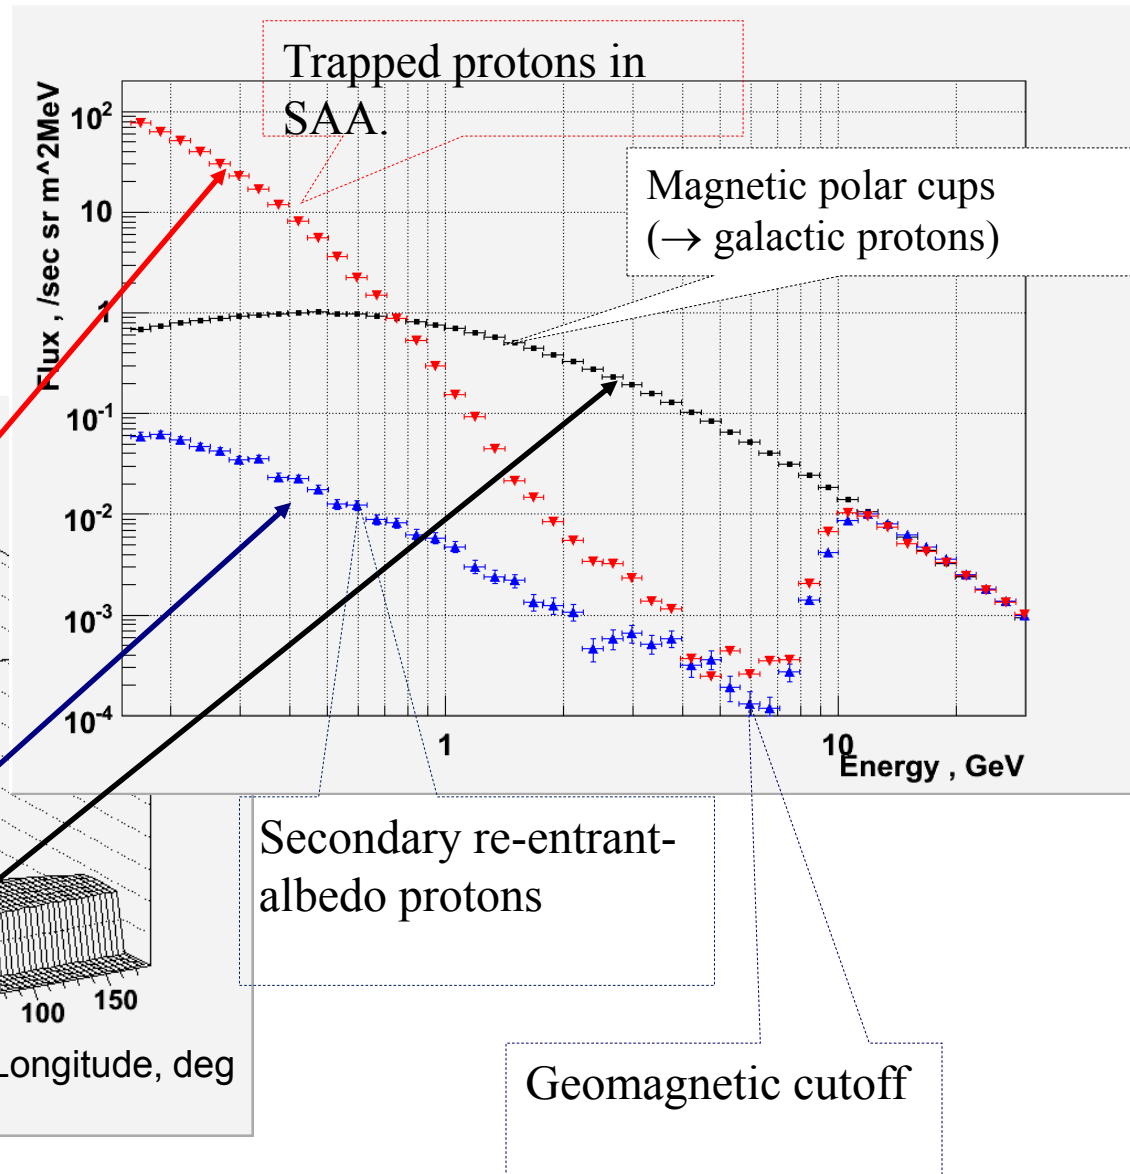 Trapped protons in
SAA.
Magnetic polar cups
(→ galactic protons)
Flux , /sec sr m^2MeV
10²
10
1
10⁻¹
10⁻²
10⁻³
10⁻⁴
1
10
Energy , GeV
Secondary re-entrant-
albedo protons
100
150
Longitude, deg
Geomagnetic cutoff